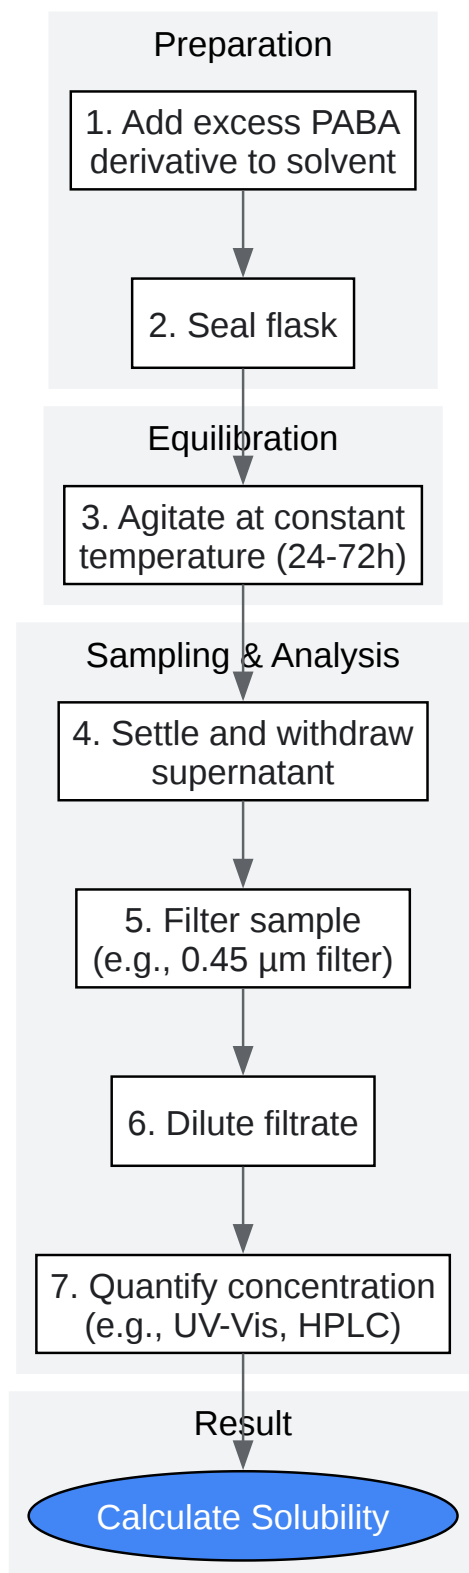 Preparation
1. Add excess PABA
derivative to solvent
2. Seal flask
Equilibration
3. Agitate at constant
temperature (24-72h)
Sampling & Analysis
4. Settle and withdraw
supernatant
5. Filter sample
(e.g., 0.45 µm filter)
6. Dilute filtrate
7. Quantify concentration
(e.g., UV-Vis, HPLC)
Result
Calculate Solubility